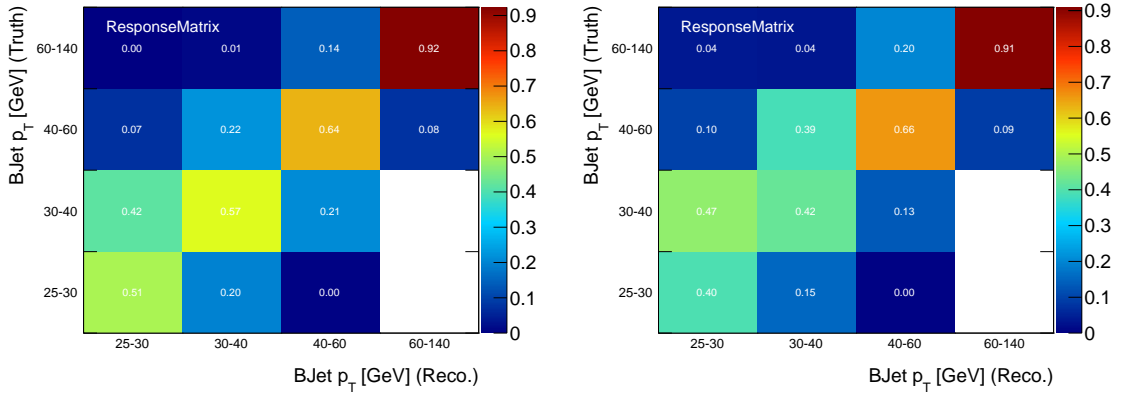 ResponseMatrix
BJet p_T [GeV] (Truth)
60-140
0.00 0.01 0.14 0.92
40-60
0.07 0.22 0.64 0.08
30-40
0.42 0.57 0.21
25-30
0.51 0.20 0.00
25-30 30-40 40-60 60-140
BJet p_T [GeV] (Reco.)
0.9
0.8
0.7
0.6
0.5
0.4
0.3
0.2
0.1
0
ResponseMatrix
BJet p_T [GeV] (Truth)
60-140
0.04 0.04 0.20 0.91
40-60
0.10 0.39 0.66 0.09
30-40
0.47 0.42 0.13
25-30
0.40 0.15 0.00
25-30 30-40 40-60 60-140
BJet p_T [GeV] (Reco.)
0.9
0.8
0.7
0.6
0.5
0.4
0.3
0.2
0.1
0